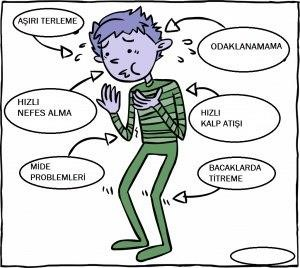 AŞIRI TERLEME
ODAKLANAMAMA
HIZLI
NEFES ALMA
HIZLI
KALP ATIŞI
MİDE
PROBLEMLERİ
BACAKLARDA
TİTREME